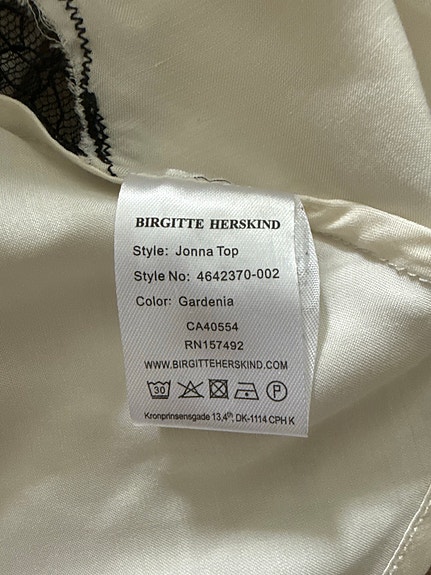 BIRGITTE HERSKIND
Style: Jonna Top
Style No: 4642370-002
Color: Gardenia
CA40554
RN157492
WWW.BIRGITTEHERSKIND.COM
30 P
Kronprinsensgade 13,4th, DK-1114 CPH K